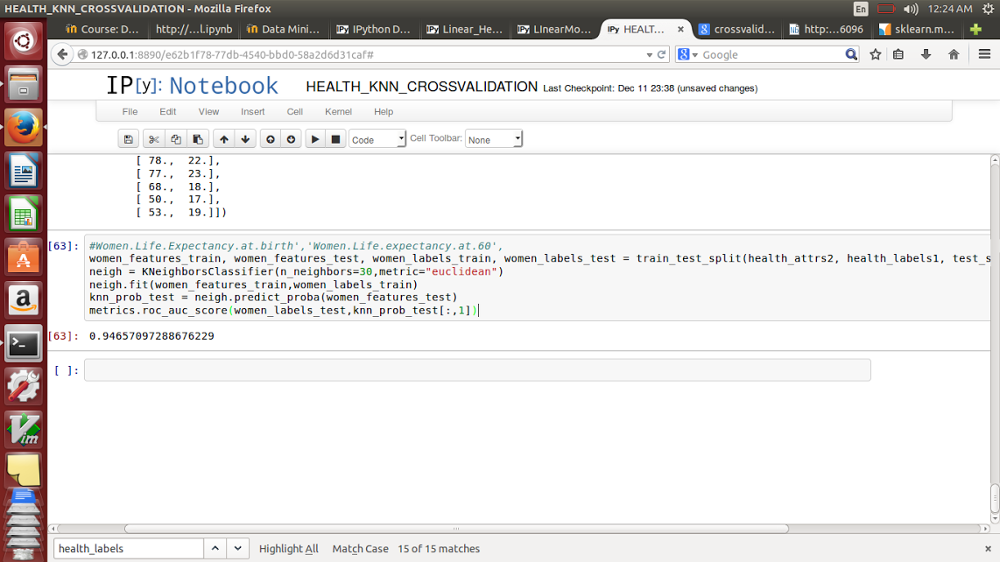 HEALTH_KNN_CROSSVALIDATION - Mozilla Firefox
En
12:24 AM
Course: D...
http:/...l.ipynb
Data Mini...
IP[y] IPython D...
IP[y] Linear_He...
IP[y] LInearMo...
IP[y] HEALT...
crossvalid...
http:...6096
sklearn.m...
127.0.0.1:8890/e62b1f78-77db-4540-bbd0-58a2d6d31caf#
Google
IP[y]: Notebook
HEALTH_KNN_CROSSVALIDATION Last Checkpoint: Dec 11 23:38 (unsaved changes)
File Edit View Insert Cell Kernel Help
Code
Cell Toolbar: None
[ 78., 22.],
[ 77., 23.],
[ 68., 18.],
[ 50., 17.],
[ 53., 19.]])
[63]: #Women.Life.Expectancy.at.birth','Women.Life.expectancy.at.60',
women_features_train, women_features_test, women_labels_train, women_labels_test = train_test_split(health_attrs2, health_labels1, test_s
neigh = KNeighborsClassifier(n_neighbors=30,metric="euclidean")
neigh.fit(women_features_train,women_labels_train)
knn_prob_test = neigh.predict_proba(women_features_test)
metrics.roc_auc_score(women_labels_test,knn_prob_test[:,1])
[63]: 0.94657097288676229
[ ]:
health_labels
Highlight All
Match Case
15 of 15 matches